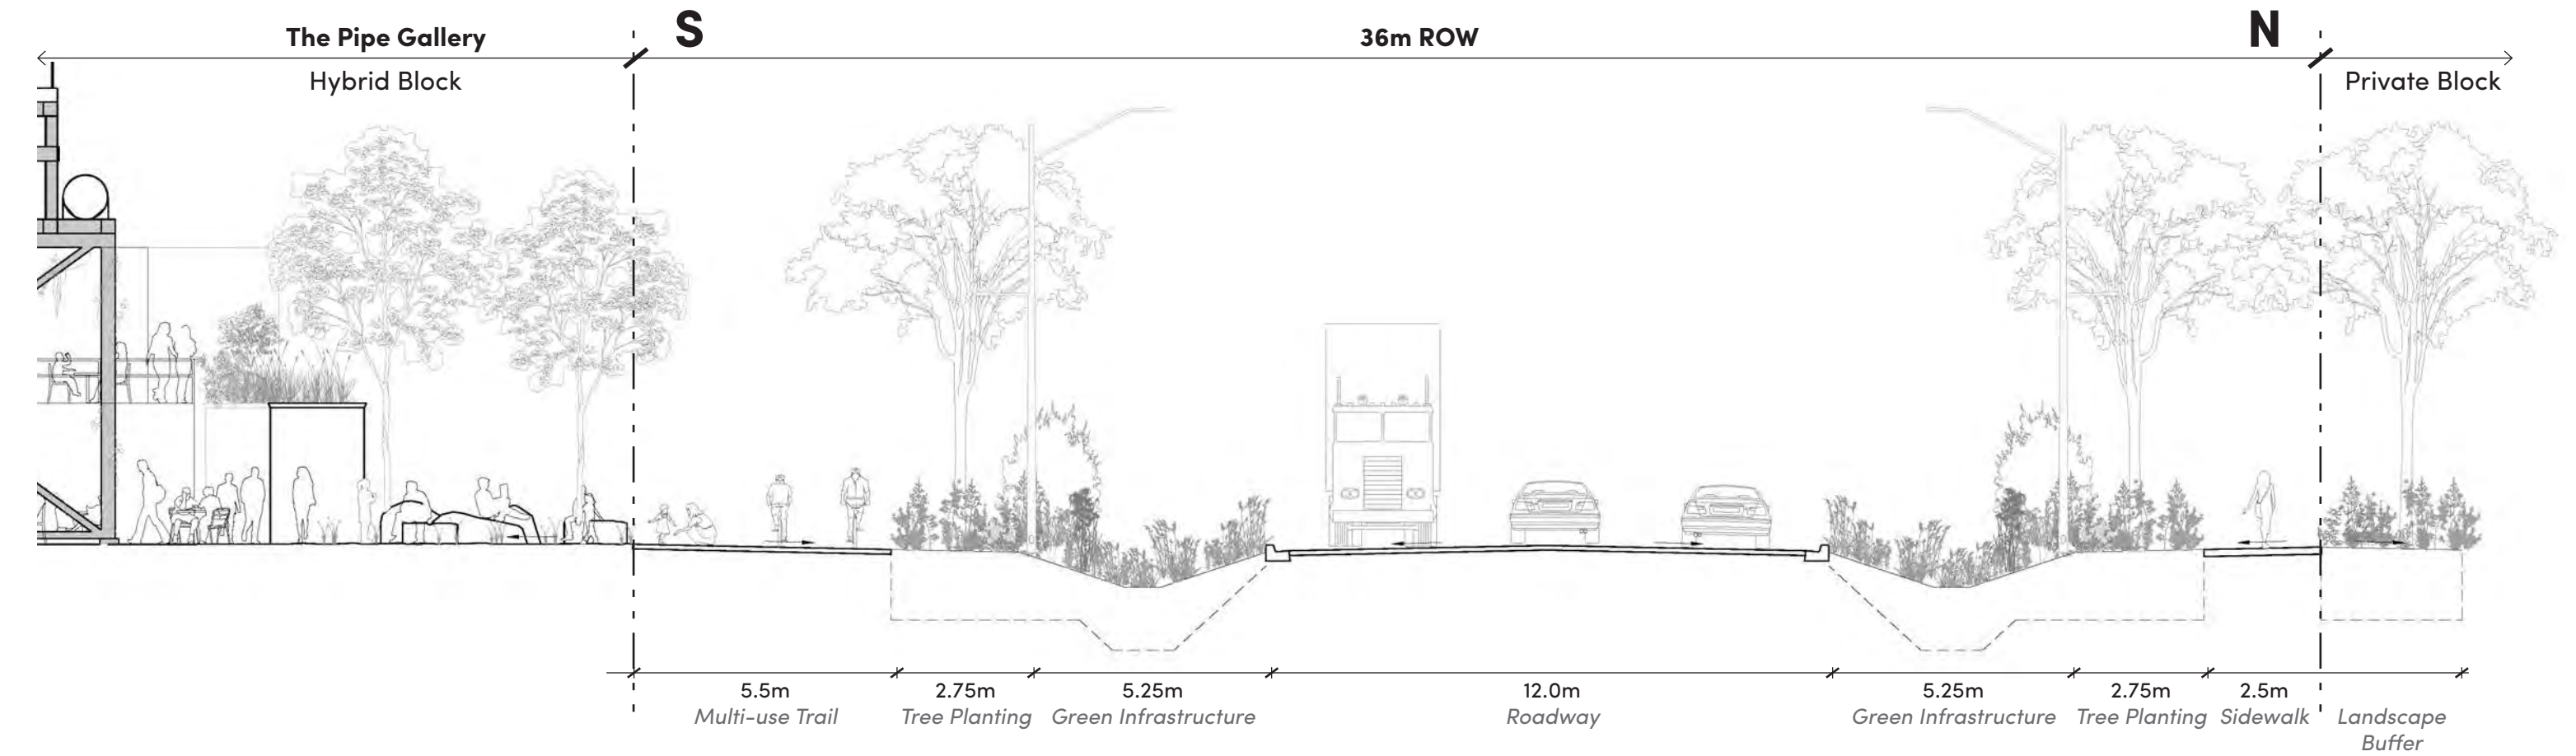 The Pipe Gallery
S
36m ROW
N
Hybrid Block
Private Block
5.5m
2.75m
5.25m
12.0m
5.25m
2.75m
2.5m
Multi-use Trail
Tree Planting
Green Infrastructure
Roadway
Green Infrastructure
Tree Planting
Sidewalk
Landscape
Buffer